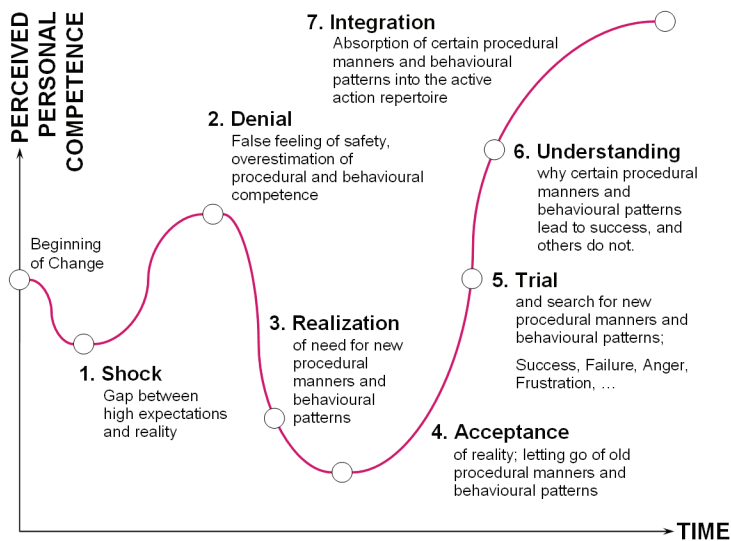 PERCEIVED
PERSONAL
COMPETENCE
7. Integration
Absorption of certain procedural
manners and behavioural
patterns into the active
action repertoire
2. Denial
False feeling of safety,
overestimation of
procedural and behavioural
competence
6. Understanding
why certain procedural
manners and
behavioural patterns
lead to success, and
others do not.
Beginning
of Change
5. Trial
and search for new
procedural manners and
behavioural patterns;
Success, Failure, Anger,
Frustration, …
3. Realization
of need for new
procedural
manners and
behavioural
patterns
1. Shock
Gap between
high expectations
and reality
4. Acceptance
of reality; letting go of old
procedural manners and
behavioural patterns
TIME